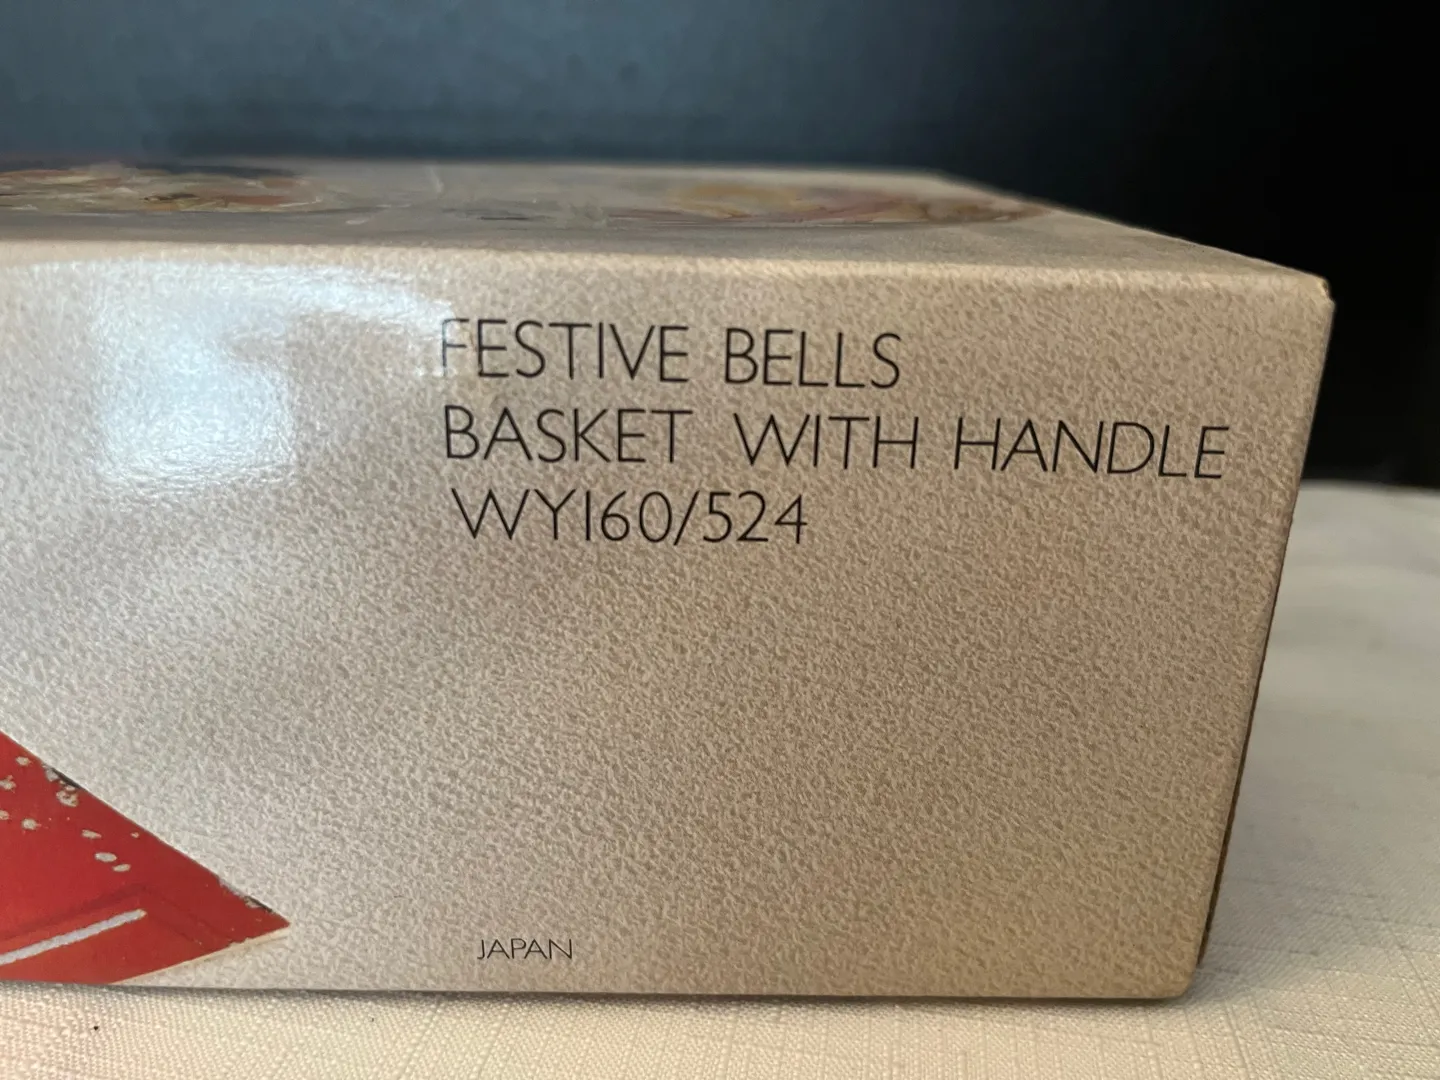 FESTIVE BELLS
BASKET WITH HANDLE
WY160/524
JAPAN